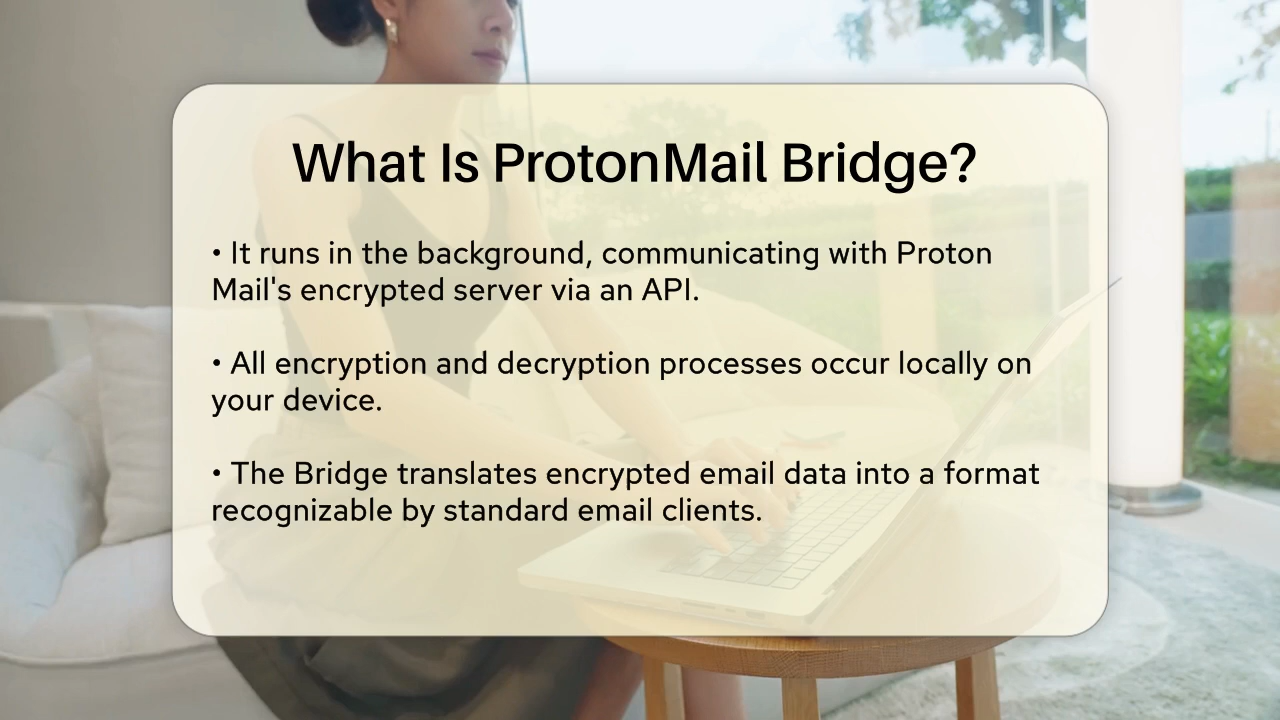 What Is ProtonMail Bridge?
• It runs in the background, communicating with Proton
Mail's encrypted server via an API.
• All encryption and decryption processes occur locally on
your device.
• The Bridge translates encrypted email data into a format
recognizable by standard email clients.